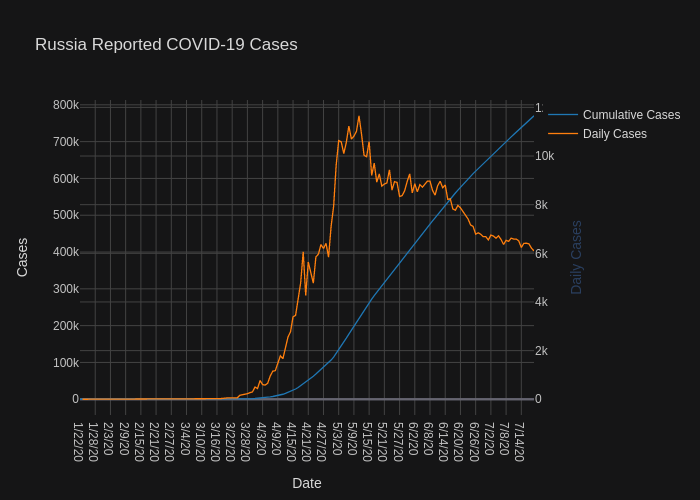 Russia Reported COVID-19 Cases
Cumulative Cases
Daily Cases
800k
700k
600k
500k
400k
300k
200k
100k
0
10k
8k
6k
4k
2k
0
Cases
Daily Cases
1/22/20
1/28/20
2/3/20
2/9/20
2/15/20
2/21/20
2/27/20
3/4/20
3/10/20
3/16/20
3/22/20
3/28/20
4/3/20
4/9/20
4/15/20
4/21/20
4/27/20
5/3/20
5/9/20
5/15/20
5/21/20
5/27/20
6/2/20
6/8/20
6/14/20
6/20/20
6/26/20
7/2/20
7/8/20
7/14/20
Date